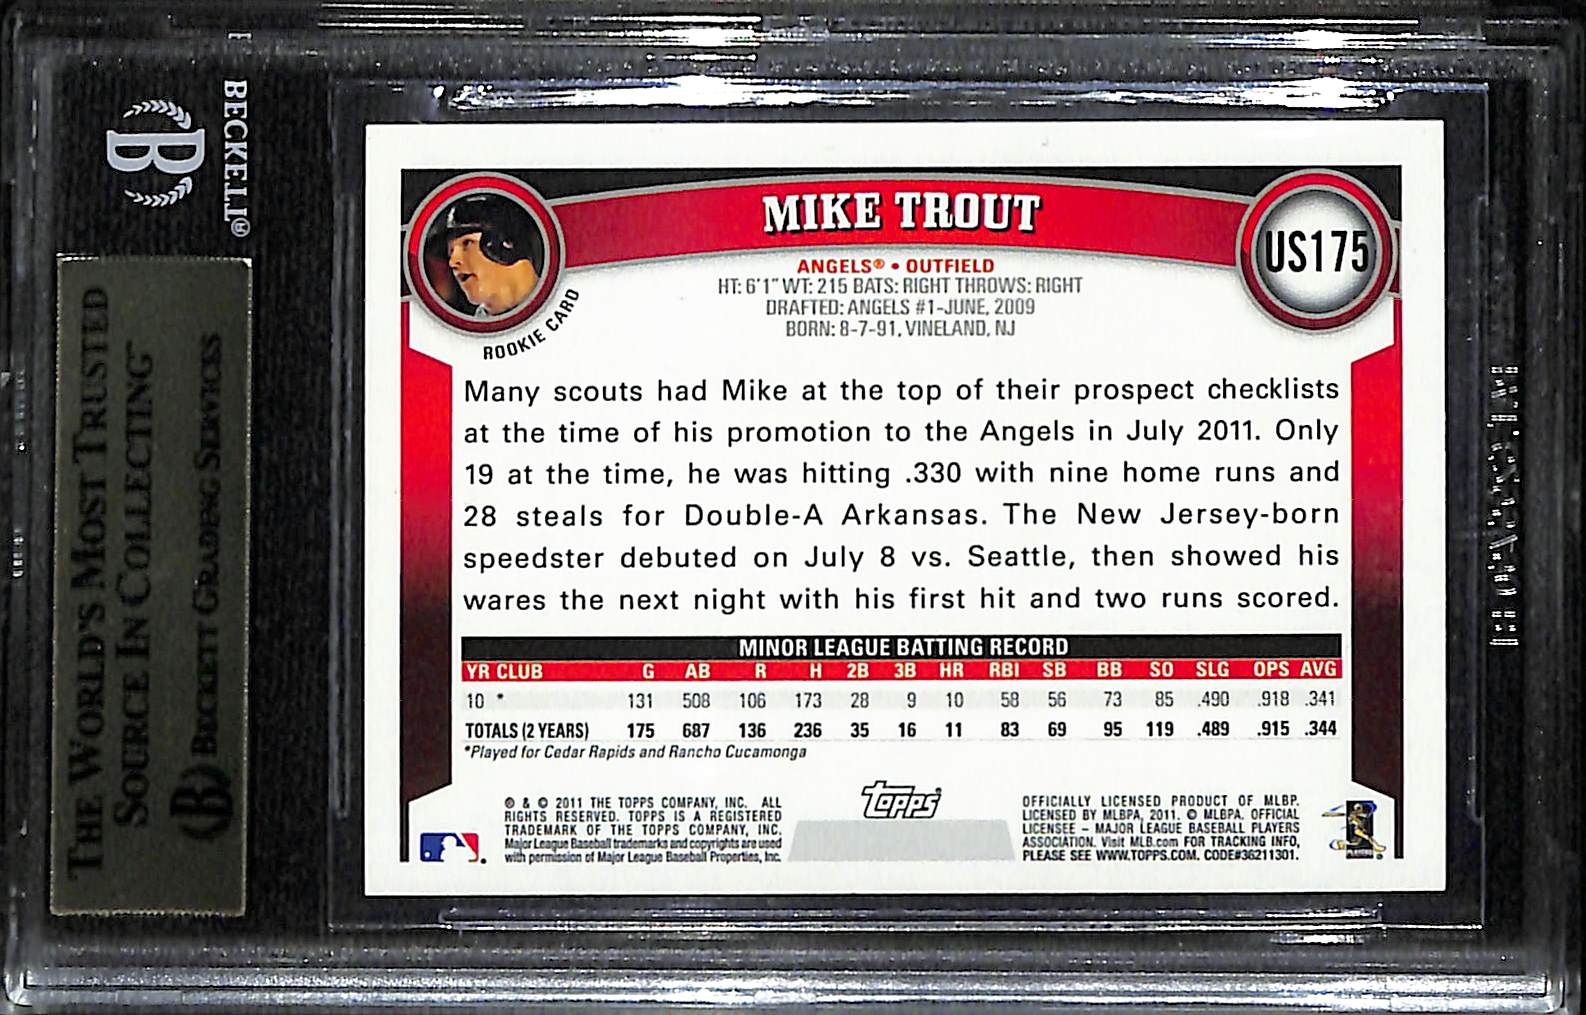 BECKETT®
B
THE WORLD'S MOST TRUSTED
SOURCE IN COLLECTING™
B BECKETT GRADING SERVICES
MIKE TROUT
US175
ROOKIE CARD
ANGELS® • OUTFIELD
HT: 6'1" WT: 215 BATS: RIGHT THROWS: RIGHT
DRAFTED: ANGELS #1-JUNE, 2009
BORN: 8-7-91, VINELAND, NJ
Many scouts had Mike at the top of their prospect checklists
at the time of his promotion to the Angels in July 2011. Only
19 at the time, he was hitting .330 with nine home runs and
28 steals for Double-A Arkansas. The New Jersey-born
speedster debuted on July 8 vs. Seattle, then showed his
wares the next night with his first hit and two runs scored.
MINOR LEAGUE BATTING RECORD
YR CLUB G AB R H 2B 3B HR RBI SB BB SO SLG OPS AVG
10 * 131 508 106 173 28 9 10 58 56 73 85 .490 .918 .341
TOTALS (2 YEARS) 175 687 136 236 35 16 11 83 69 95 119 .489 .915 .344
*Played for Cedar Rapids and Rancho Cucamonga
® & © 2011 THE TOPPS COMPANY, INC. ALL
RIGHTS RESERVED. TOPPS IS A REGISTERED
TRADEMARK OF THE TOPPS COMPANY, INC.
Major League Baseball trademarks and copyrights are used
with permission of Major League Baseball Properties, Inc.
Topps
OFFICIALLY LICENSED PRODUCT OF MLBP.
LICENSED BY MLBPA, 2011. © MLBPA. OFFICIAL
LICENSEE – MAJOR LEAGUE BASEBALL PLAYERS
ASSOCIATION. Visit MLB.com FOR TRACKING INFO,
PLEASE SEE WWW.TOPPS.COM. CODE#36211301.
PLAYERS